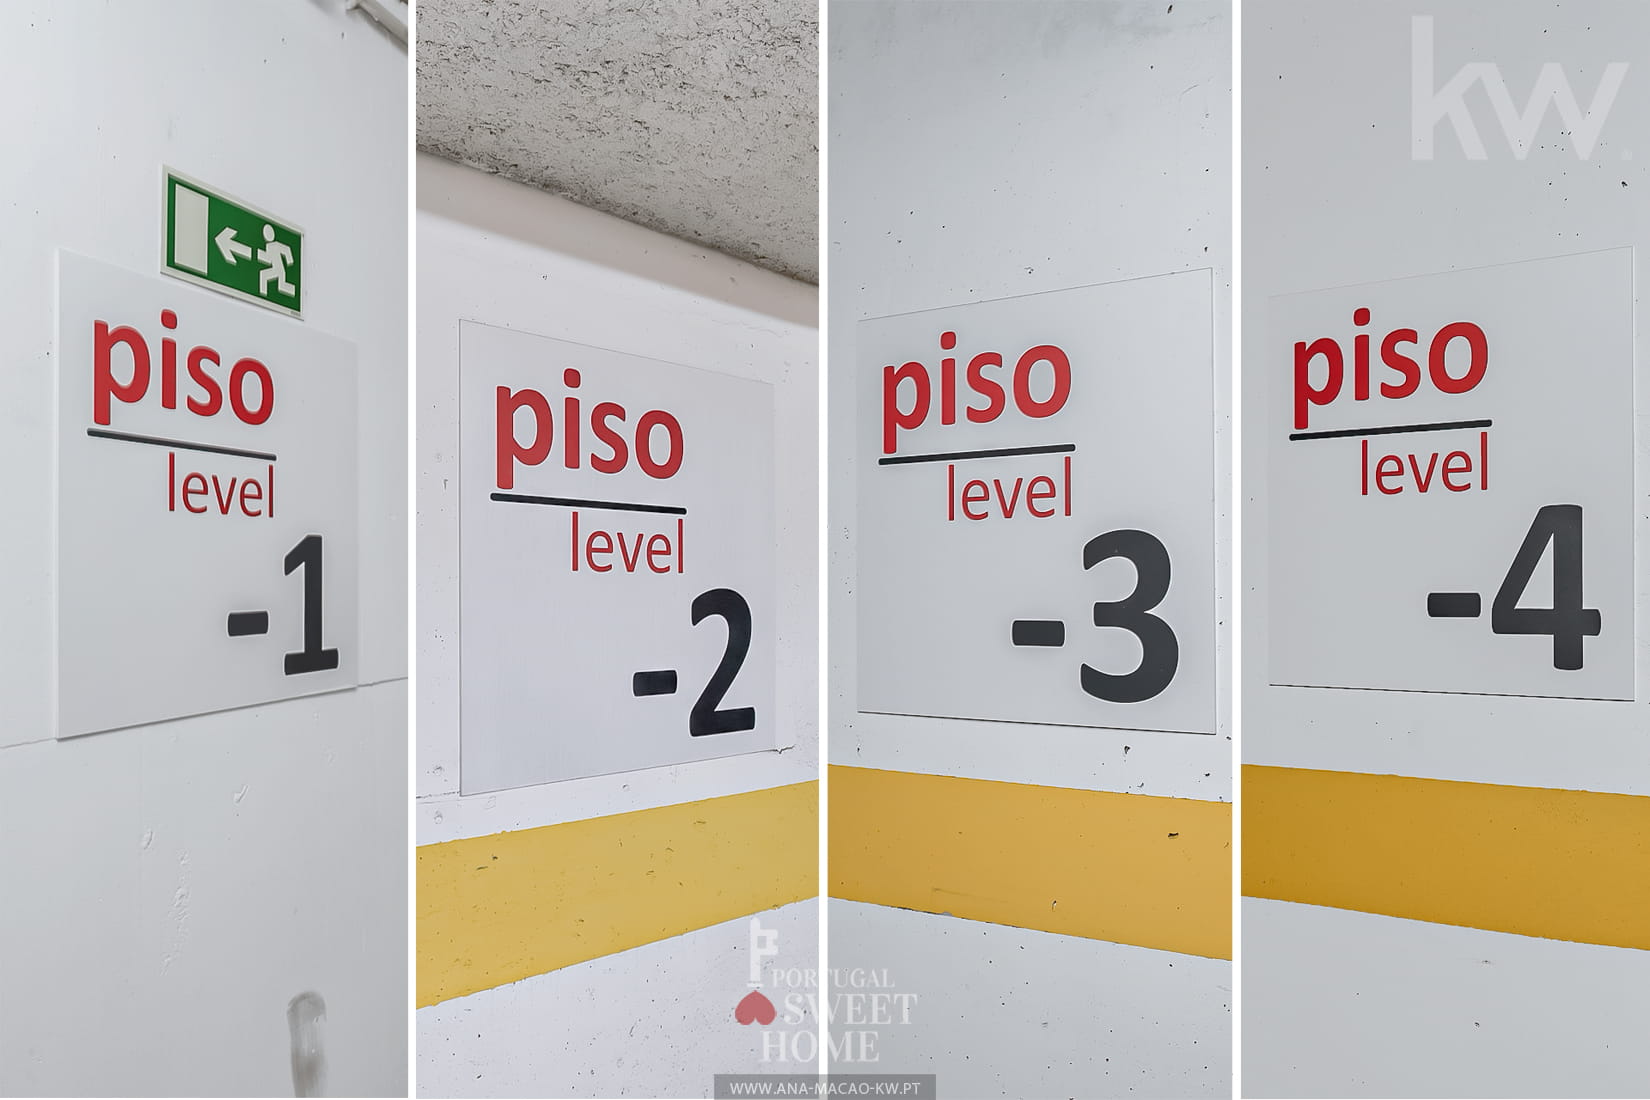 piso
level
-1
piso
level
-2
piso
level
-3
piso
level
-4
kw
PORTUGAL
SWEET
HOME
WWW.ANA-MACAO-KW.PT